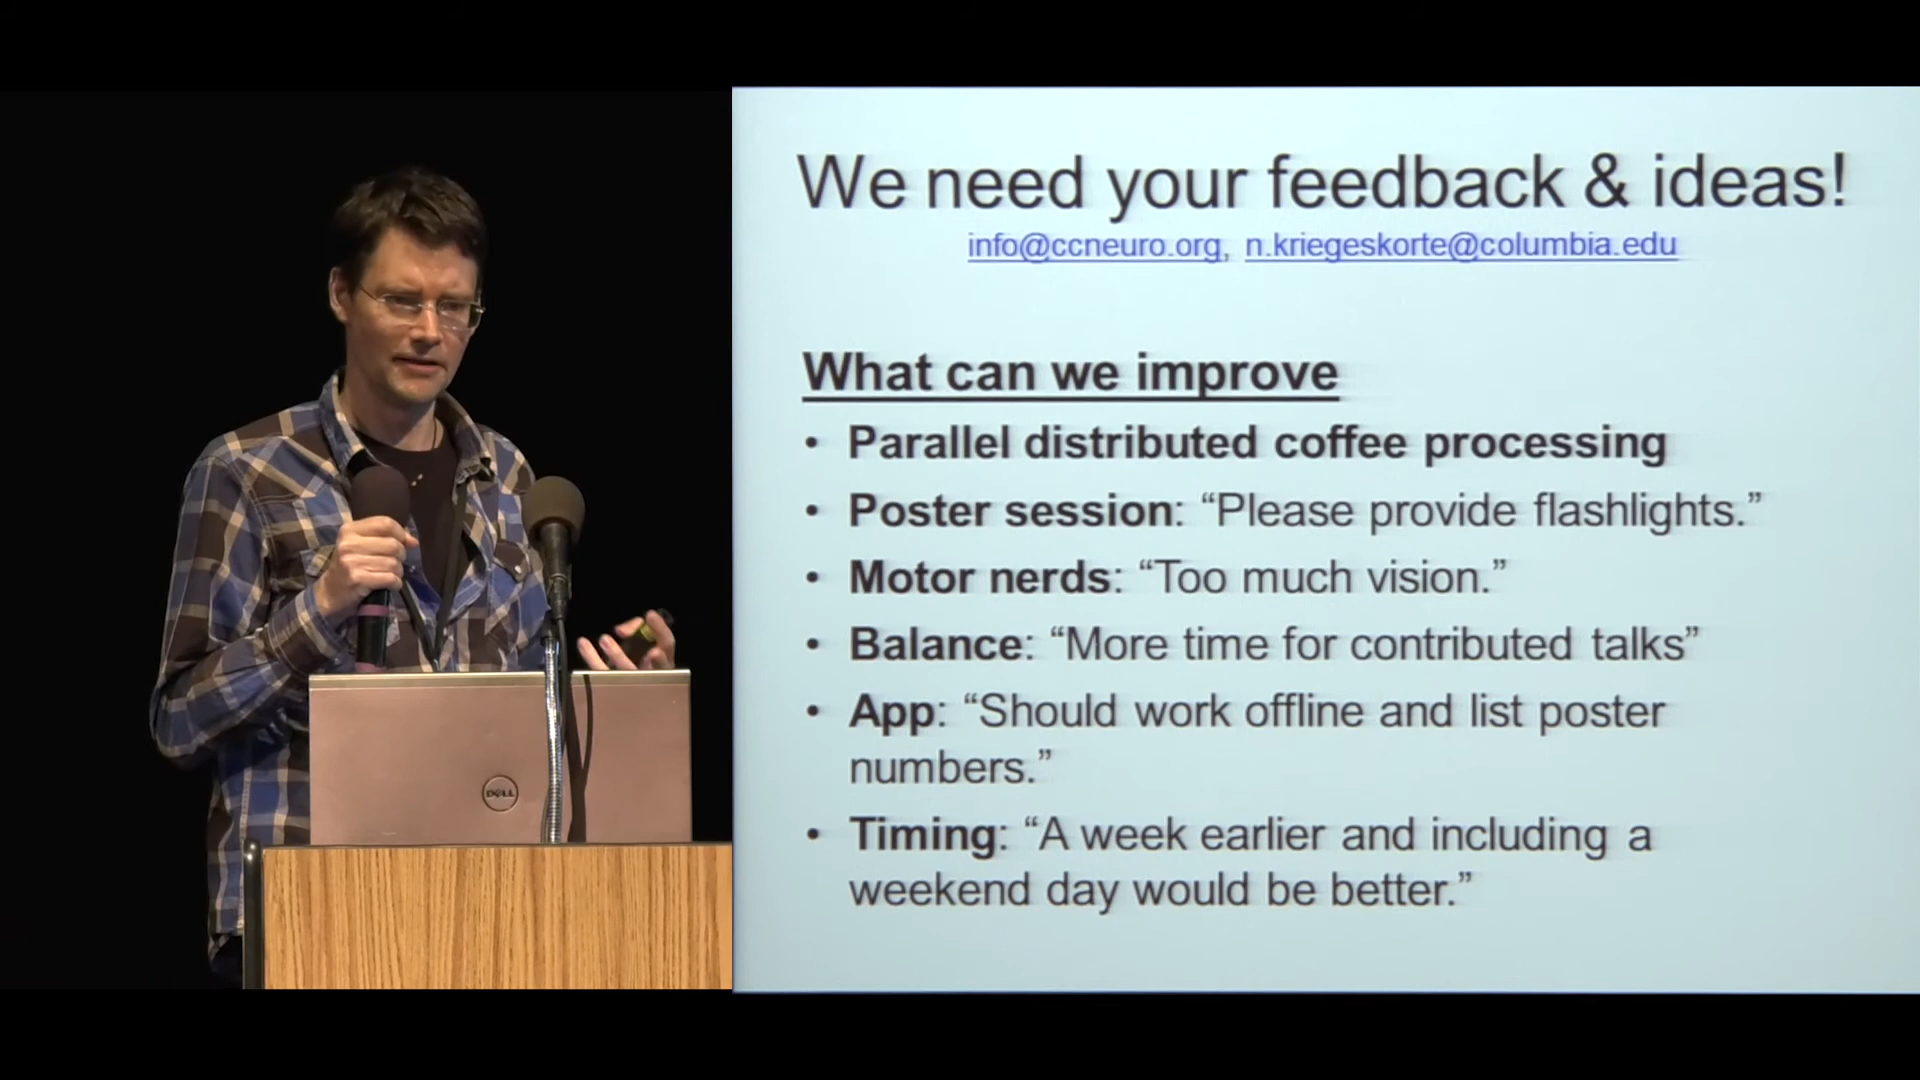 We need your feedback & ideas!
info@ccneuro.org, n.kriegeskorte@columbia.edu
What can we improve
• Parallel distributed coffee processing
• Poster session: “Please provide flashlights.”
• Motor nerds: “Too much vision.”
• Balance: “More time for contributed talks”
• App: “Should work offline and list poster
numbers.”
• Timing: “A week earlier and including a
weekend day would be better.”
DELL